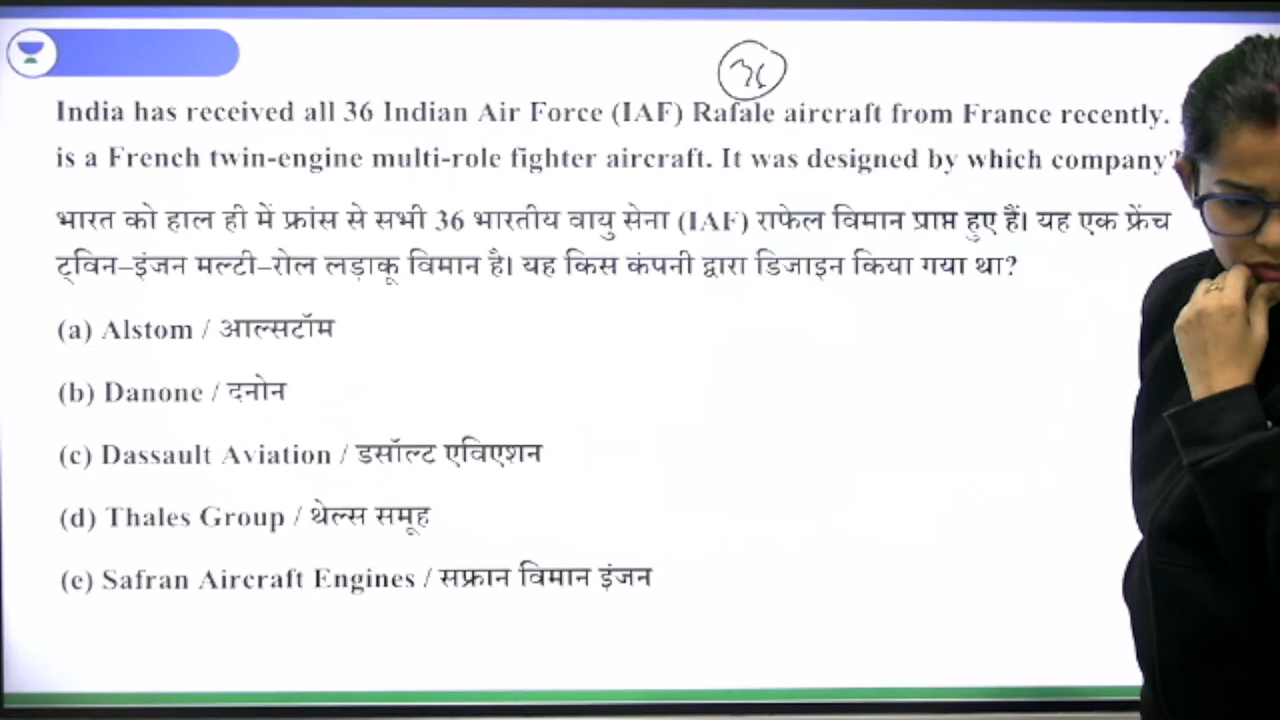 36
India has received all 36 Indian Air Force (IAF) Rafale aircraft from France recently.
is a French twin-engine multi-role fighter aircraft. It was designed by which company?
भारत को हाल ही में फ्रांस से सभी 36 भारतीय वायु सेना (IAF) राफेल विमान प्राप्त हुए हैं। यह एक फ्रेंच
ट्विन–इंजन मल्टी–रोल लड़ाकू विमान है। यह किस कंपनी द्वारा डिजाइन किया गया था?
(a) Alstom / आल्सटॉम
(b) Danone / दनोन
(c) Dassault Aviation / डसॉल्ट एविएशन
(d) Thales Group / थेल्स समूह
(e) Safran Aircraft Engines / सफ्रान विमान इंजन